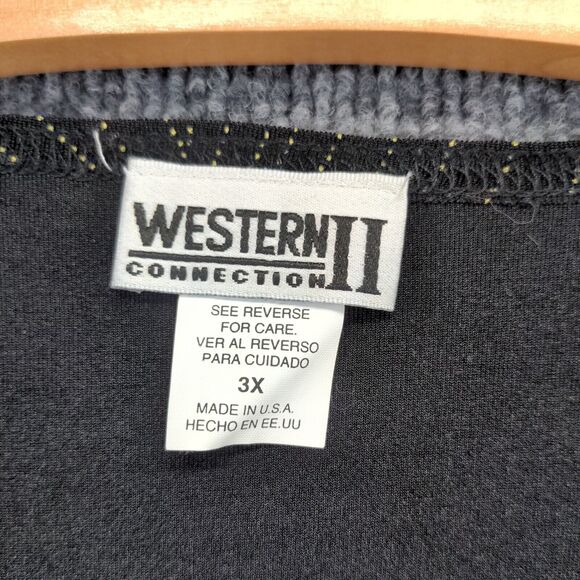 WESTERN II
CONNECTION
SEE REVERSE
FOR CARE.
VER AL REVERSO
PARA CUIDADO
3X
MADE IN U.S.A.
HECHO EN EE.UU